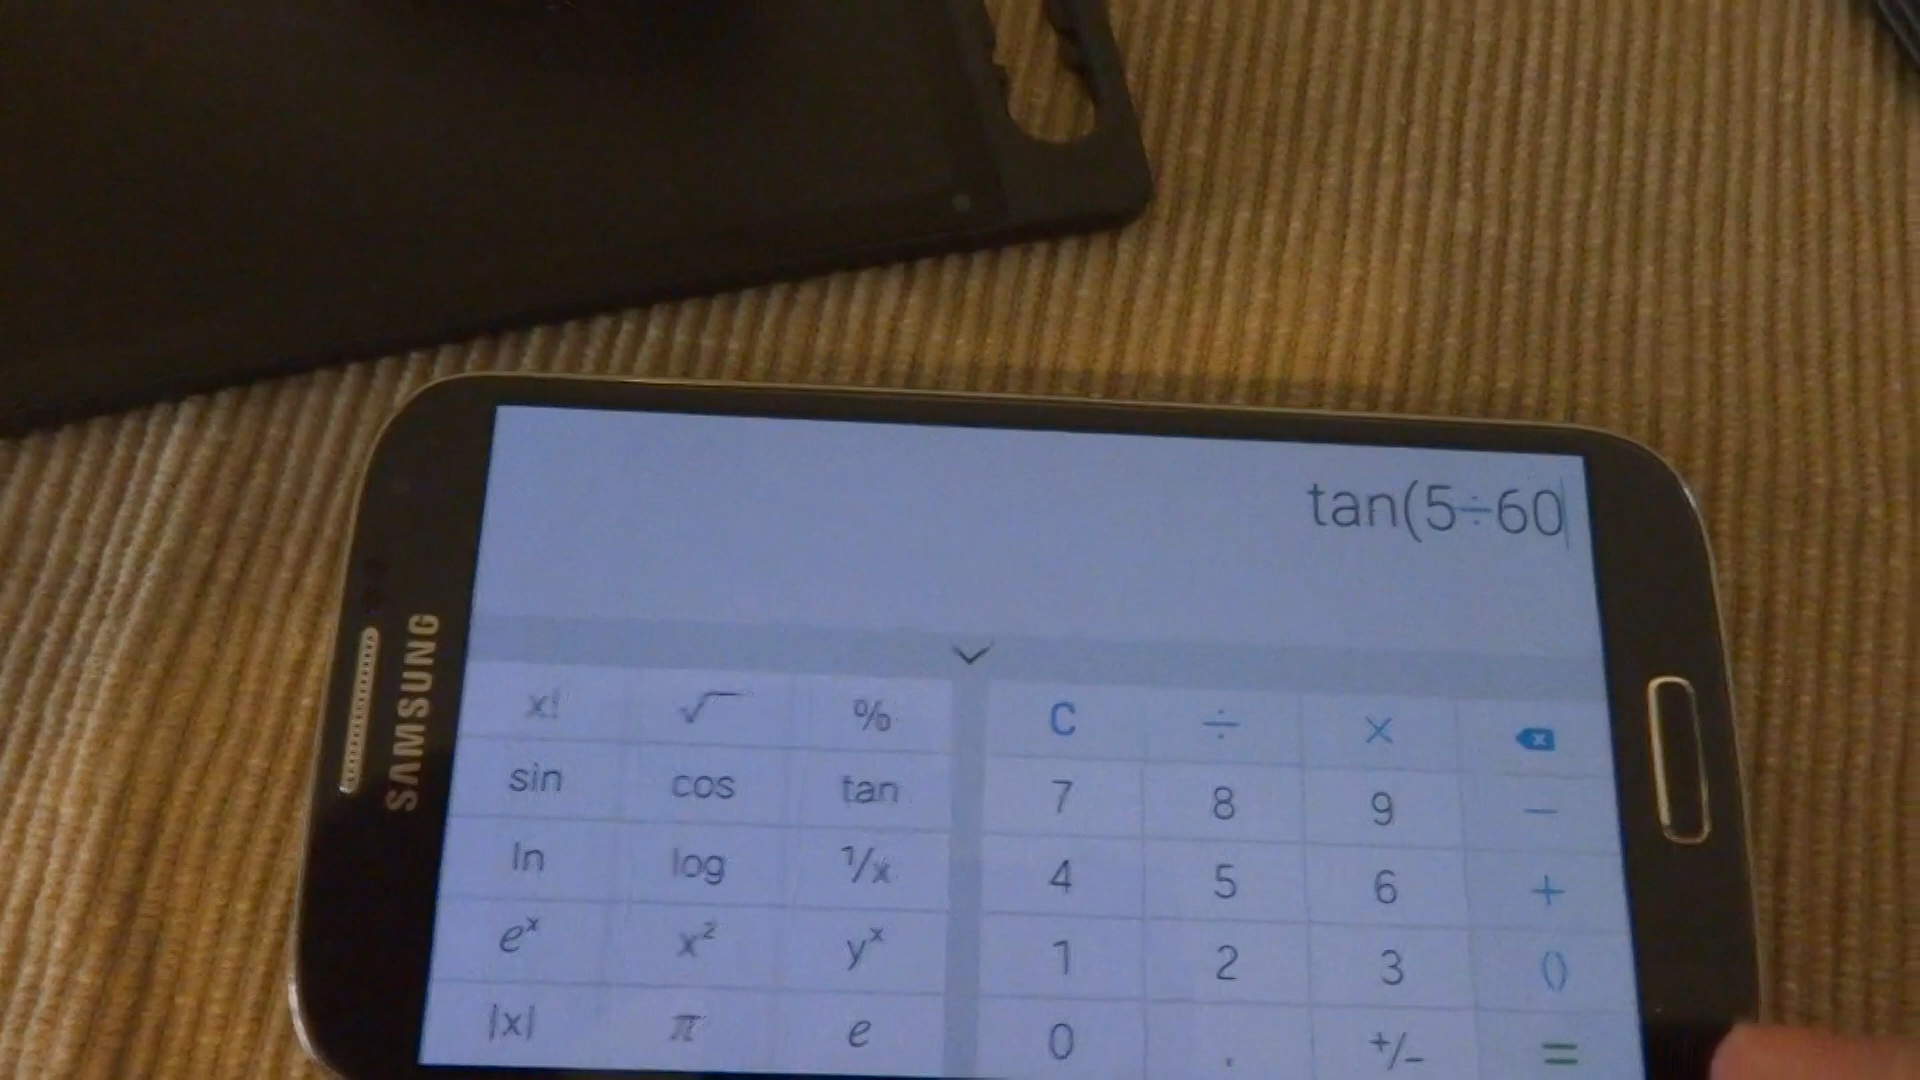 tan(5÷60
SAMSUNG
x! √ % C ÷ ×
sin cos tan 7 8 9 −
ln log 1/x 4 5 6 +
eˣ x² yˣ 1 2 3 ()
|x| π e 0 . +/− =